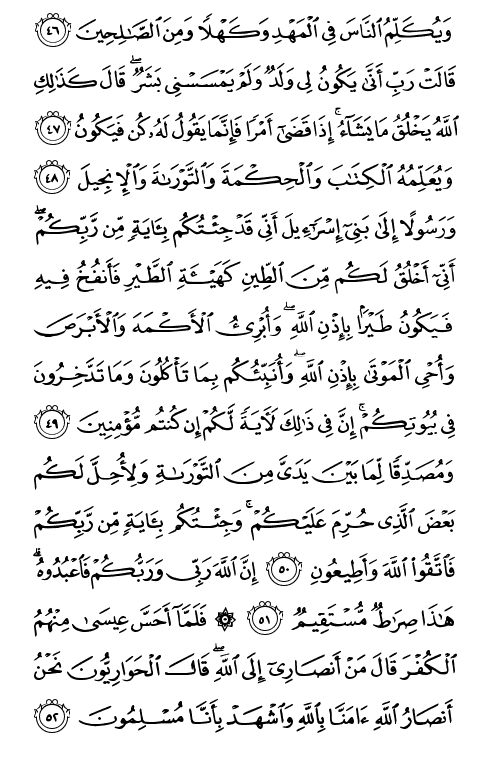 وَيُكَلِّمُ ٱلنَّاسَ فِي ٱلْمَهْدِ وَكَهْلًا وَمِنَ ٱلصَّـٰلِحِينَ ٤٦
قَالَتْ رَبِّ أَنَّىٰ يَكُونُ لِي وَلَدٌ وَلَمْ يَمْسَسْنِي بَشَرٌۖ قَالَ كَذَٰلِكِ
ٱللَّهُ يَخْلُقُ مَا يَشَآءُۚ إِذَا قَضَىٰٓ أَمْرًا فَإِنَّمَا يَقُولُ لَهُۥ كُن فَيَكُونُ ٤٧
وَيُعَلِّمُهُ ٱلْكِتَـٰبَ وَٱلْحِكْمَةَ وَٱلتَّوْرَىٰةَ وَٱلْإِنجِيلَ ٤٨
وَرَسُولًا إِلَىٰ بَنِيٓ إِسْرَٰٓءِيلَ أَنِّي قَدْ جِئْتُكُم بِـَٔايَةٍ مِّن رَّبِّكُمْۖ
أَنِّيٓ أَخْلُقُ لَكُم مِّنَ ٱلطِّينِ كَهَيْـَٔةِ ٱلطَّيْرِ فَأَنفُخُ فِيهِ
فَيَكُونُ طَيْرًۢا بِإِذْنِ ٱللَّهِۖ وَأُبْرِئُ ٱلْأَكْمَهَ وَٱلْأَبْرَصَ
وَأُحْيِ ٱلْمَوْتَىٰ بِإِذْنِ ٱللَّهِۖ وَأُنَبِّئُكُم بِمَا تَأْكُلُونَ وَمَا تَدَّخِرُونَ
فِي بُيُوتِكُمْۚ إِنَّ فِي ذَٰلِكَ لَـَٔايَةً لَّكُمْ إِن كُنتُم مُّؤْمِنِينَ ٤٩
وَمُصَدِّقًا لِّمَا بَيْنَ يَدَيَّ مِنَ ٱلتَّوْرَىٰةِ وَلِأُحِلَّ لَكُم
بَعْضَ ٱلَّذِي حُرِّمَ عَلَيْكُمْۚ وَجِئْتُكُم بِـَٔايَةٍ مِّن رَّبِّكُمْ
فَٱتَّقُوا۟ ٱللَّهَ وَأَطِيعُونِ ٥٠ إِنَّ ٱللَّهَ رَبِّي وَرَبُّكُمْ فَٱعْبُدُوهُۗ
هَـٰذَا صِرَٰطٌ مُّسْتَقِيمٌ ٥١ ۞ فَلَمَّآ أَحَسَّ عِيسَىٰ مِنْهُمُ
ٱلْكُفْرَ قَالَ مَنْ أَنصَارِيٓ إِلَى ٱللَّهِۖ قَالَ ٱلْحَوَارِيُّونَ نَحْنُ
أَنصَارُ ٱللَّهِ ءَامَنَّا بِٱللَّهِ وَٱشْهَدْ بِأَنَّا مُسْلِمُونَ ٥٢